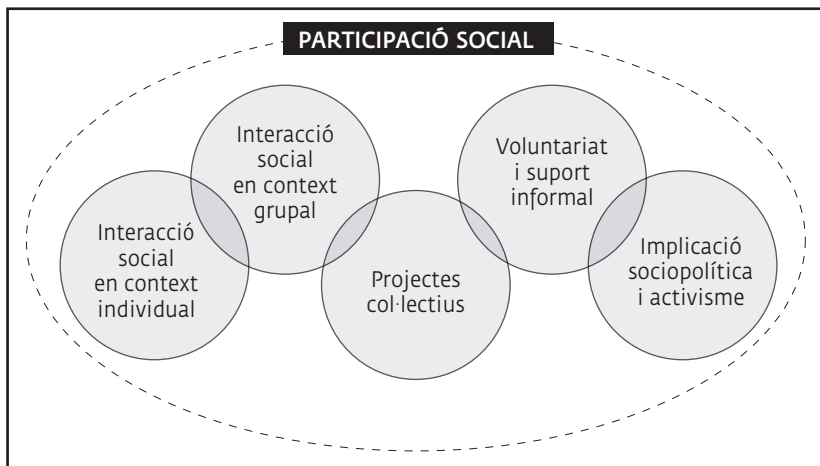 PARTICIPACIÓ SOCIAL
Interacció
social
en context
individual
Interacció
social
en context
grupal
Projectes
col·lectius
Voluntariat
i suport
informal
Implicació
sociopolítica
i activisme